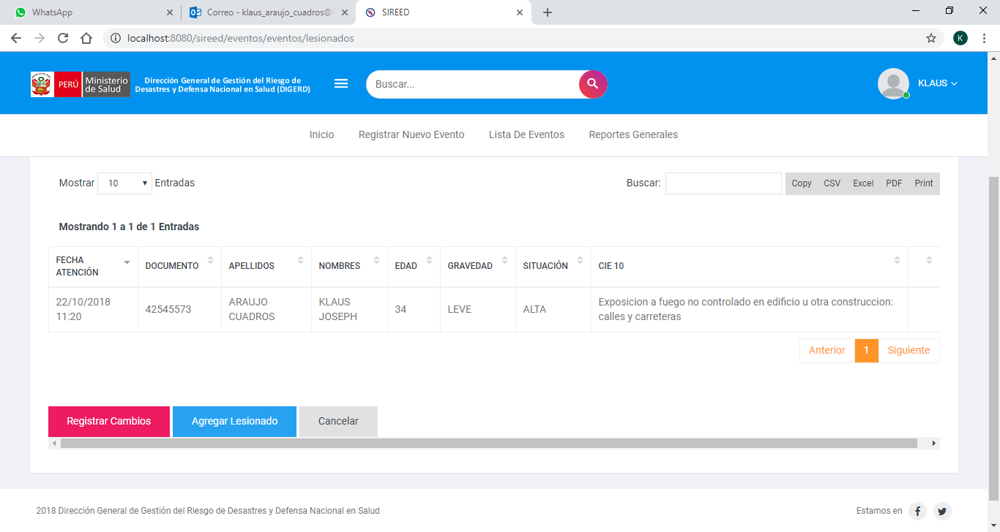 WhatsApp
Correo - klaus_araujo_cuadros@
SIREED
localhost:8080/sireed/eventos/eventos/lesionados
K
PERÚ Ministerio de Salud
Dirección General de Gestión del Riesgo de
Desastres y Defensa Nacional en Salud (DIGERD)
Buscar...
KLAUS
Inicio Registrar Nuevo Evento Lista De Eventos Reportes Generales
Mostrar 10 Entradas
Buscar: Copy CSV Excel PDF Print
Mostrando 1 a 1 de 1 Entradas
FECHA ATENCIÓN DOCUMENTO APELLIDOS NOMBRES EDAD GRAVEDAD SITUACIÓN CIE 10
22/10/2018 11:20 42545573 ARAUJO CUADROS KLAUS JOSEPH 34 LEVE ALTA Exposicion a fuego no controlado en edificio u otra construccion: calles y carreteras
Anterior 1 Siguiente
Registrar Cambios Agregar Lesionado Cancelar
2018 Dirección General de Gestión del Riesgo de Desastres y Defensa Nacional en Salud
Estamos en